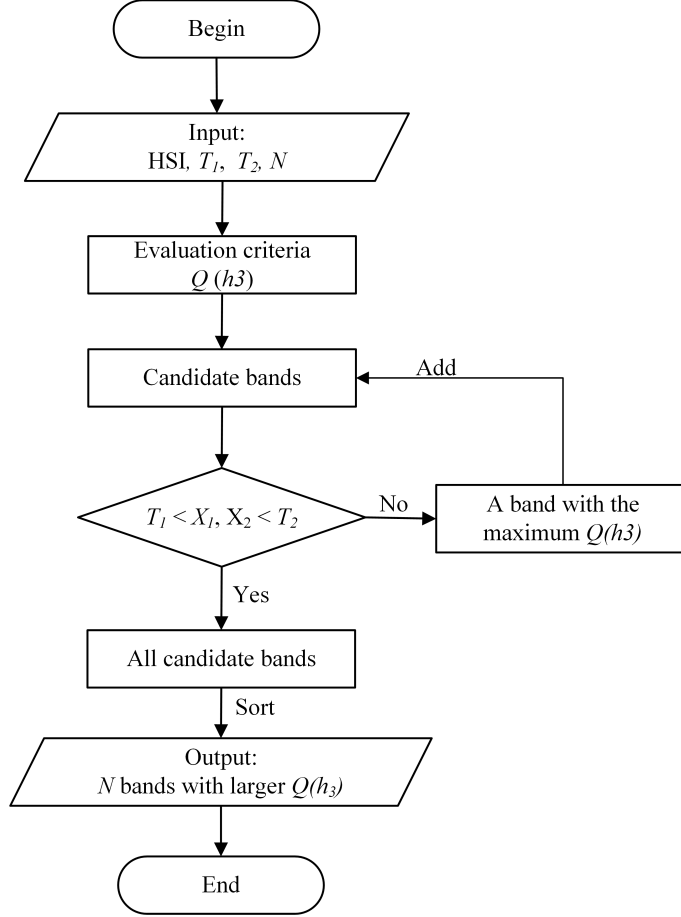 Begin
Input:
HSI, T₁, T₂, N
Evaluation criteria
Q (h3)
Candidate bands
Add
T₁ < X₁, X₂ < T₂
No
A band with the
maximum Q(h3)
Yes
All candidate bands
Sort
Output:
N bands with larger Q(h₃)
End